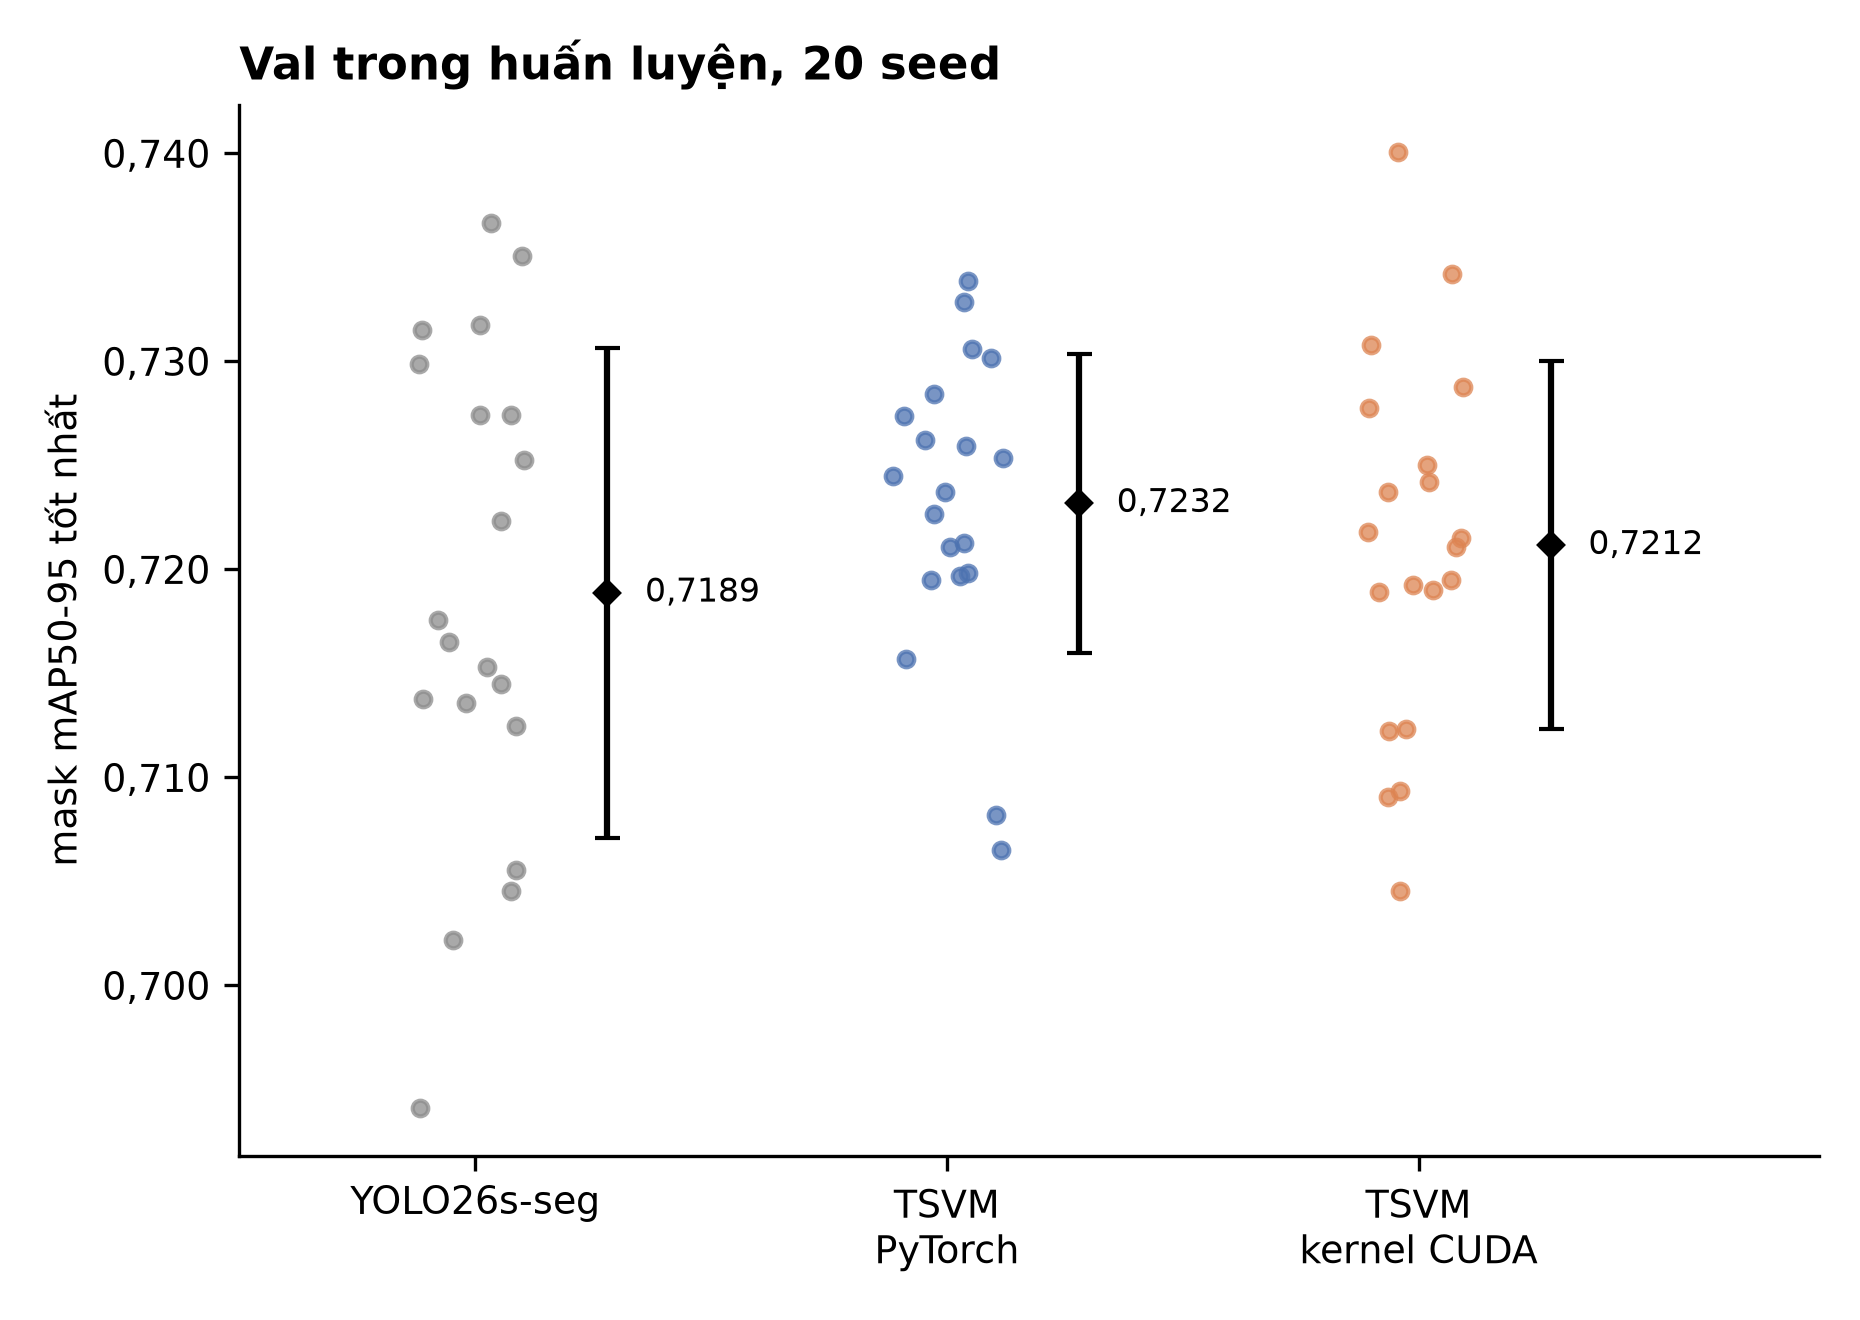 Val trong huấn luyện, 20 seed
mask mAP50-95 tốt nhất
0,740
0,730
0,720
0,710
0,700
0,7189
0,7232
0,7212
YOLO26s-seg
TSVM
PyTorch
TSVM
kernel CUDA